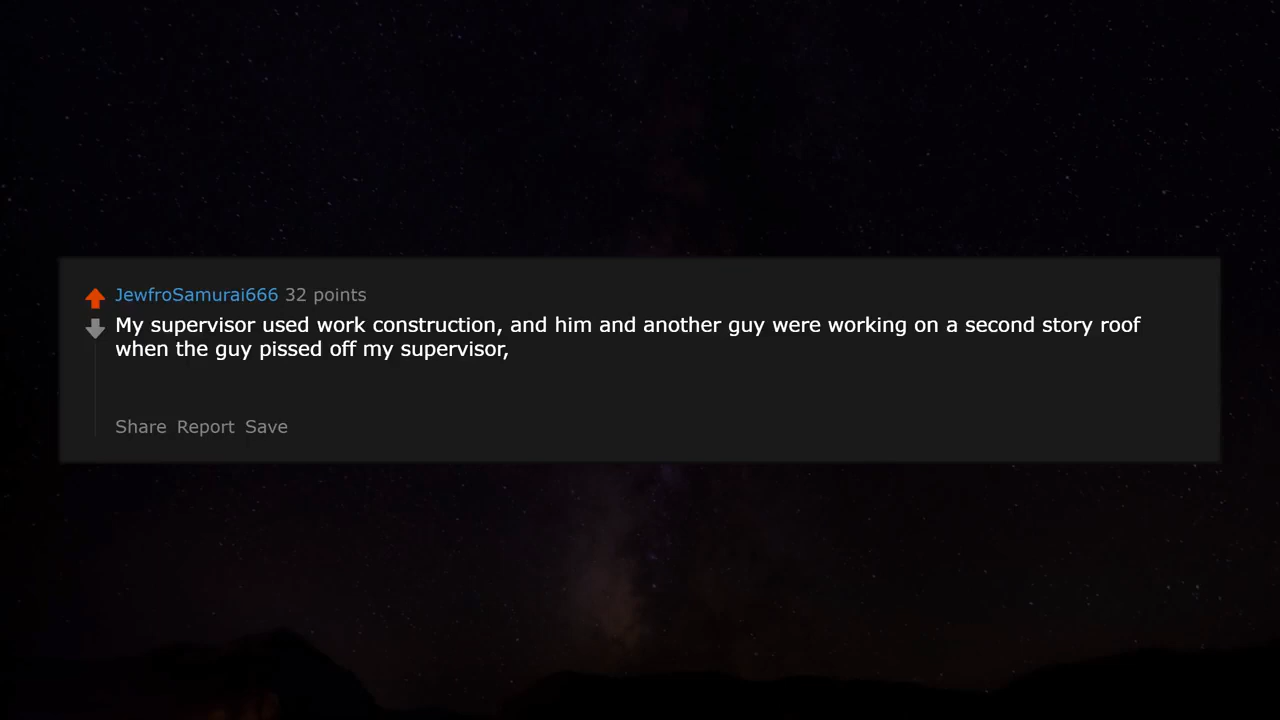 JewfroSamurai666 32 points
My supervisor used work construction, and him and another guy were working on a second story roof
when the guy pissed off my supervisor,
Share Report Save